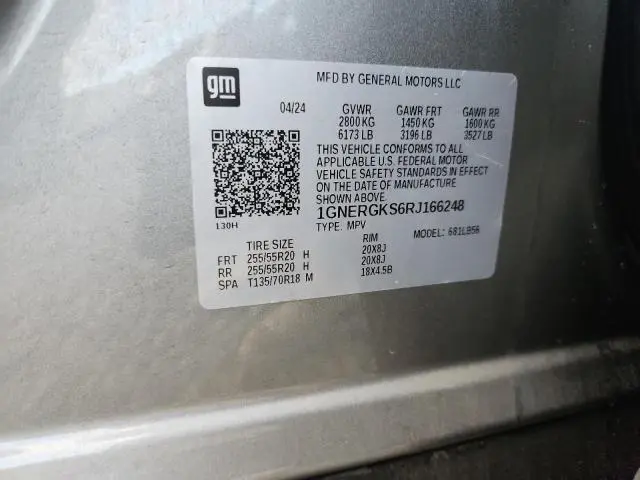 gm
MFD BY GENERAL MOTORS LLC
04/24 GVWR GAWR FRT GAWR RR
2800 KG 1450 KG 1600 KG
6173 LB 3196 LB 3527 LB
THIS VEHICLE CONFORMS TO ALL
APPLICABLE U.S. FEDERAL MOTOR
VEHICLE SAFETY STANDARDS IN EFFECT
ON THE DATE OF MANUFACTURE
SHOWN ABOVE.
1GNERGKS6RJ166248
130H
TYPE: MPV MODEL: 681LB56
TIRE SIZE RIM
FRT 255/55R20 H 20X8J
RR 255/55R20 H 20X8J
SPA T135/70R18 M 18X4.5B